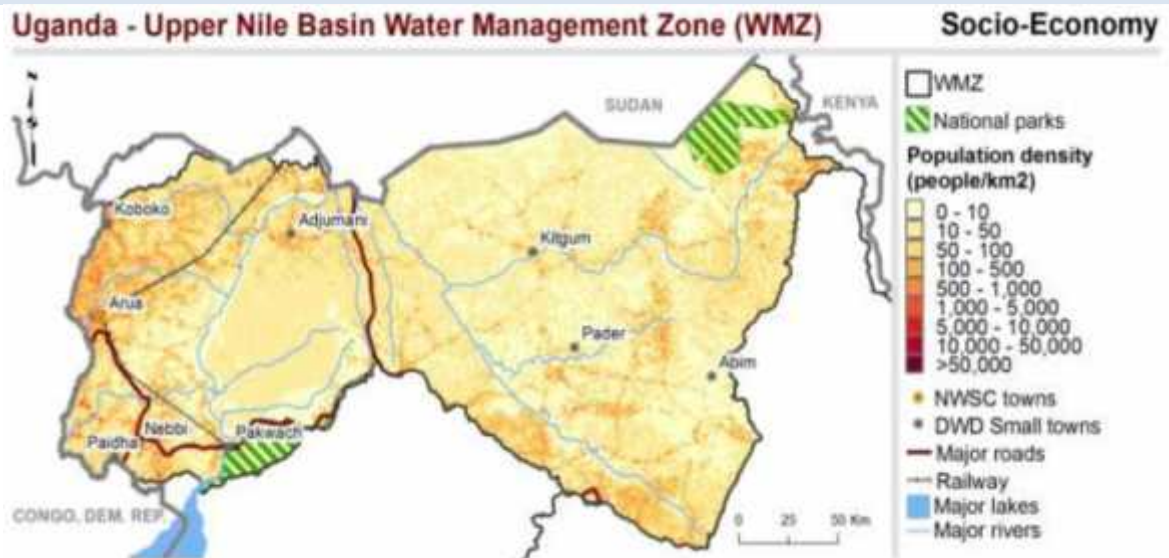 Uganda - Upper Nile Basin Water Management Zone (WMZ)
Socio-Economy
SUDAN
KENYA
Koboko
Adjumani
Kitgum
Arua
Pader
Abim
Nebbi
Pakwach
Paidha
CONGO, DEM. REP.
0 25 50 Km
WMZ
National parks
Population density
(people/km2)
0 - 10
10 - 50
50 - 100
100 - 500
500 - 1,000
1,000 - 5,000
5,000 - 10,000
10,000 - 50,000
>50,000
NWSC towns
DWD Small towns
Major roads
Railway
Major lakes
Major rivers